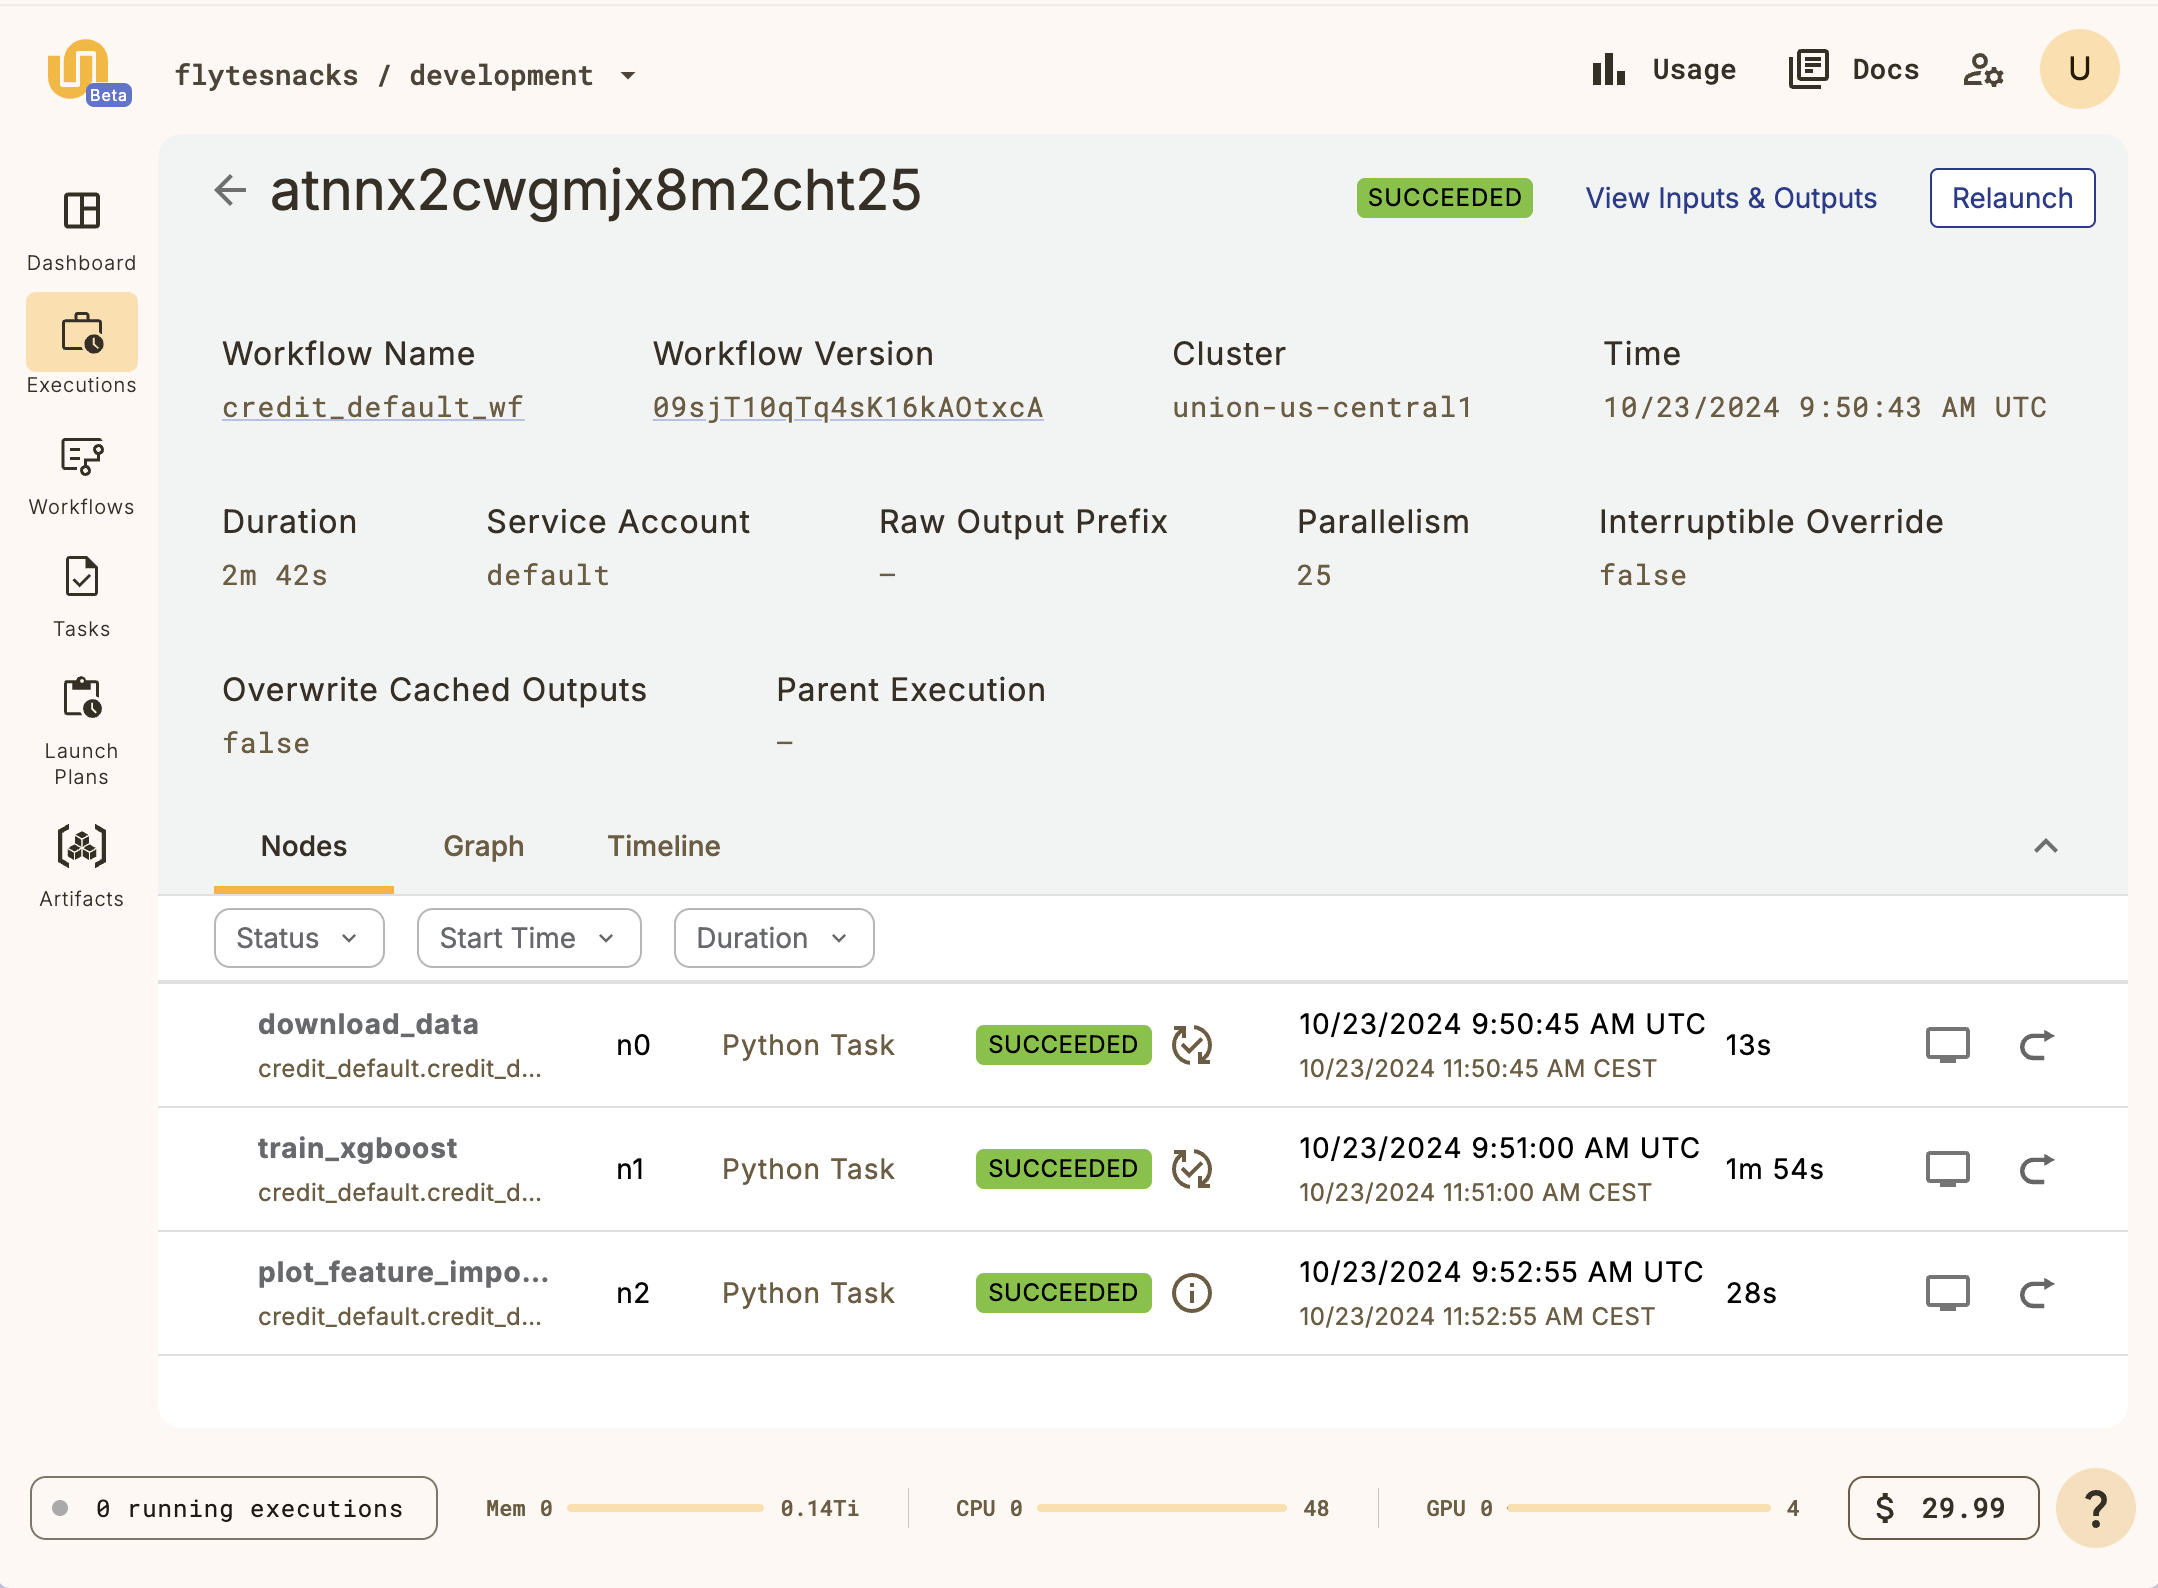 Beta
flytesnacks / development
Usage
Docs
U
Dashboard
Executions
Workflows
Tasks
Launch
Plans
Artifacts
atnnx2cwgmjx8m2cht25
SUCCEEDED
View Inputs & Outputs
Relaunch
Workflow Name
credit_default_wf
Workflow Version
09sjT10qTq4sK16kAOtxcA
Cluster
union-us-central1
Time
10/23/2024 9:50:43 AM UTC
Duration
2m 42s
Service Account
default
Raw Output Prefix
–
Parallelism
25
Interruptible Override
false
Overwrite Cached Outputs
false
Parent Execution
–
Nodes
Graph
Timeline
Status
Start Time
Duration
download_data
credit_default.credit_d...
n0
Python Task
SUCCEEDED
10/23/2024 9:50:45 AM UTC
10/23/2024 11:50:45 AM CEST
13s
train_xgboost
credit_default.credit_d...
n1
Python Task
SUCCEEDED
10/23/2024 9:51:00 AM UTC
10/23/2024 11:51:00 AM CEST
1m 54s
plot_feature_impo...
credit_default.credit_d...
n2
Python Task
SUCCEEDED
10/23/2024 9:52:55 AM UTC
10/23/2024 11:52:55 AM CEST
28s
0 running executions
Mem 0
0.14Ti
CPU 0
48
GPU 0
4
$ 29.99
?